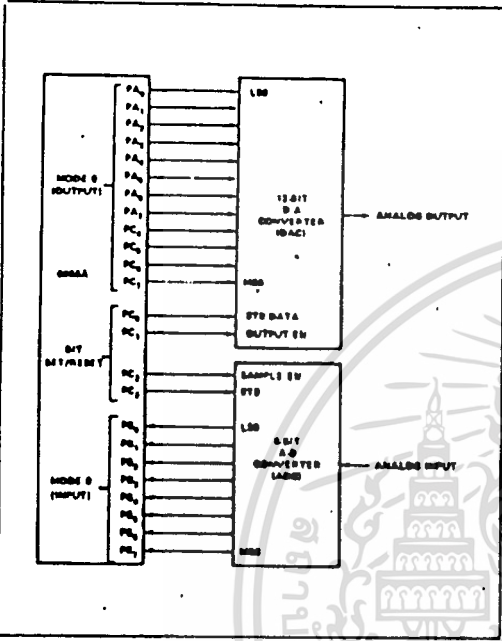 PA₀
PA₁
PA₂
PA₃
PA₄
PA₅
PA₆
PA₇
PC₄
PC₅
PC₆
PC₇
MODE 0
(OUTPUT)
PC₀
PC₁
PC₂
PC₃
BIT
SET/RESET
PB₀
PB₁
PB₂
PB₃
PB₄
PB₅
PB₆
PB₇
MODE 0
(INPUT)
LSB
12-BIT
D/A
CONVERTER
(DAC)
MSB
STB DATA
OUTPUT EN
ANALOG OUTPUT
SAMPLE EN
STB
LSB
8-BIT
A/D
CONVERTER
(ADC)
MSB
ANALOG INPUT